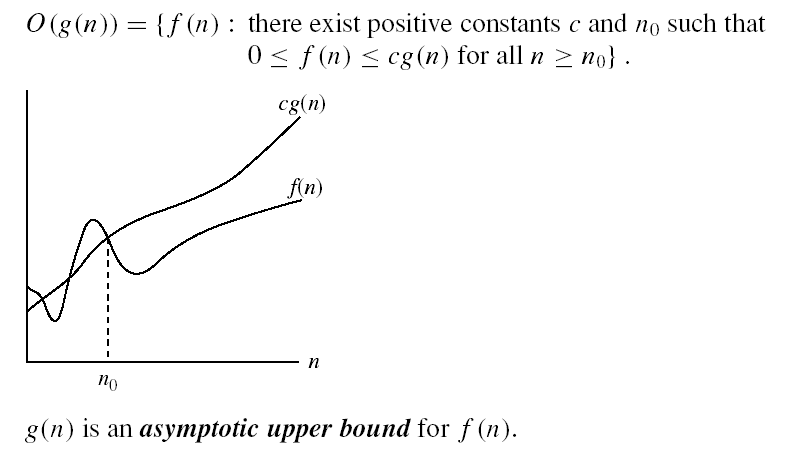 O(g(n)) = {f(n) : there exist positive constants c and n₀ such that
0 ≤ f(n) ≤ cg(n) for all n ≥ n₀} .
cg(n)
f(n)
n
n₀
g(n) is an asymptotic upper bound for f(n).